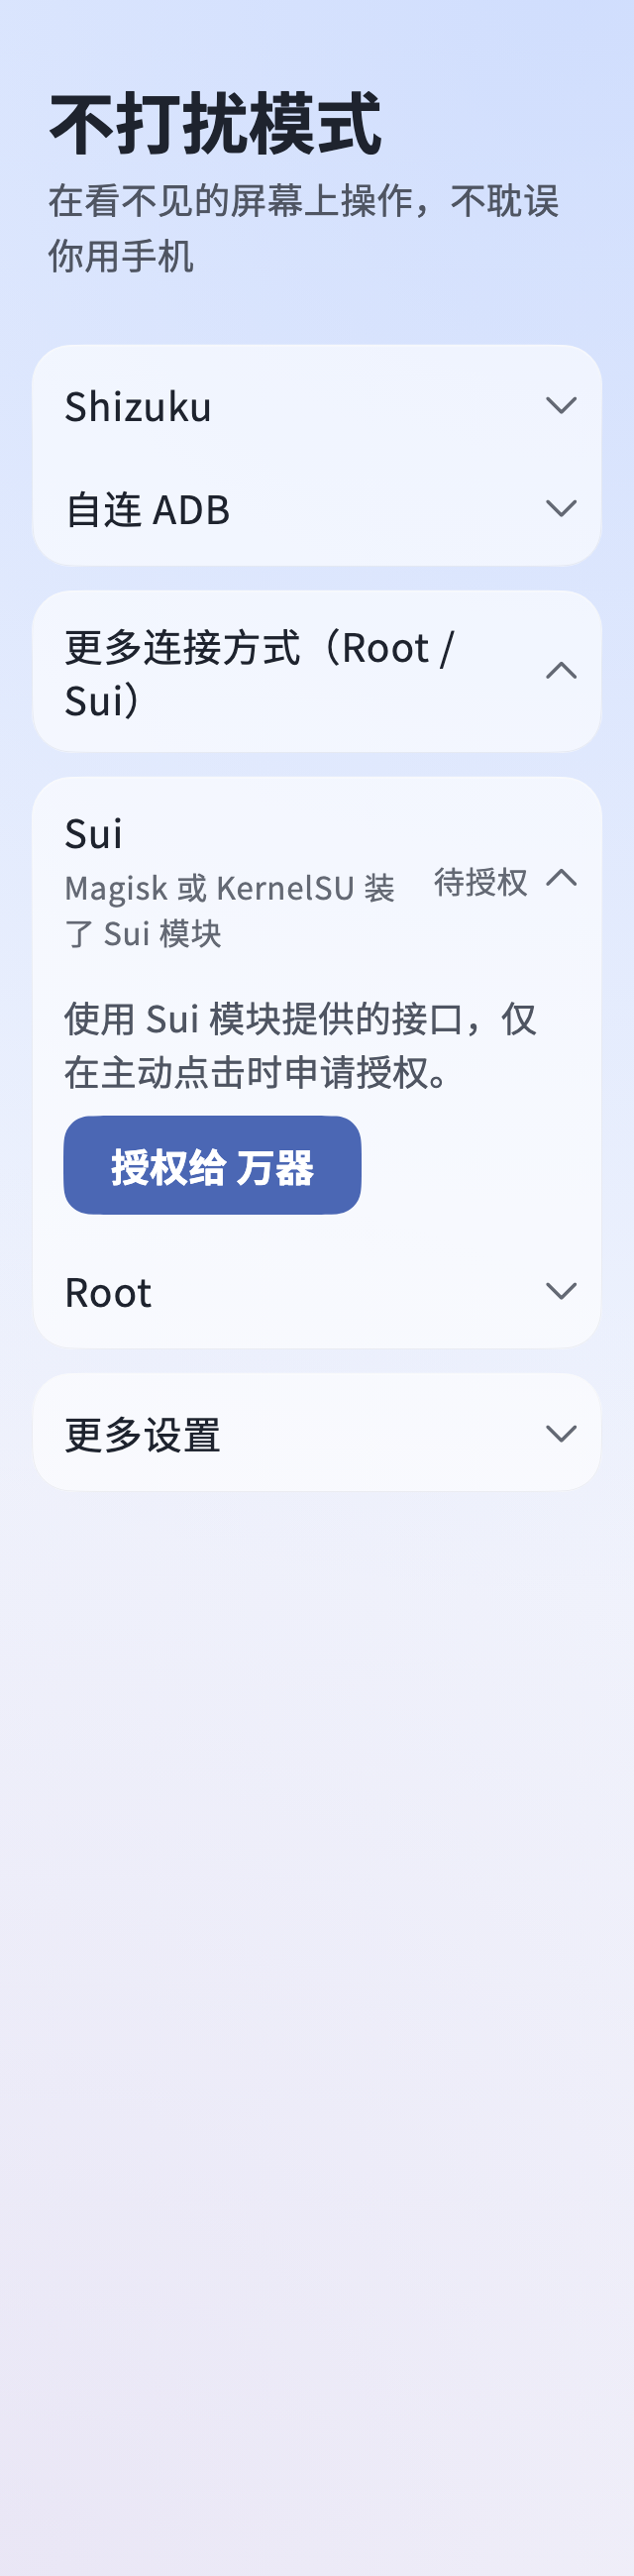 不打扰模式
在看不见的屏幕上操作，不耽误
你用手机
Shizuku
自连 ADB
更多连接方式（Root /
Sui）
Sui
Magisk 或 KernelSU 装
了 Sui 模块
待授权
使用 Sui 模块提供的接口，仅
在主动点击时申请授权。
授权给 万器
Root
更多设置